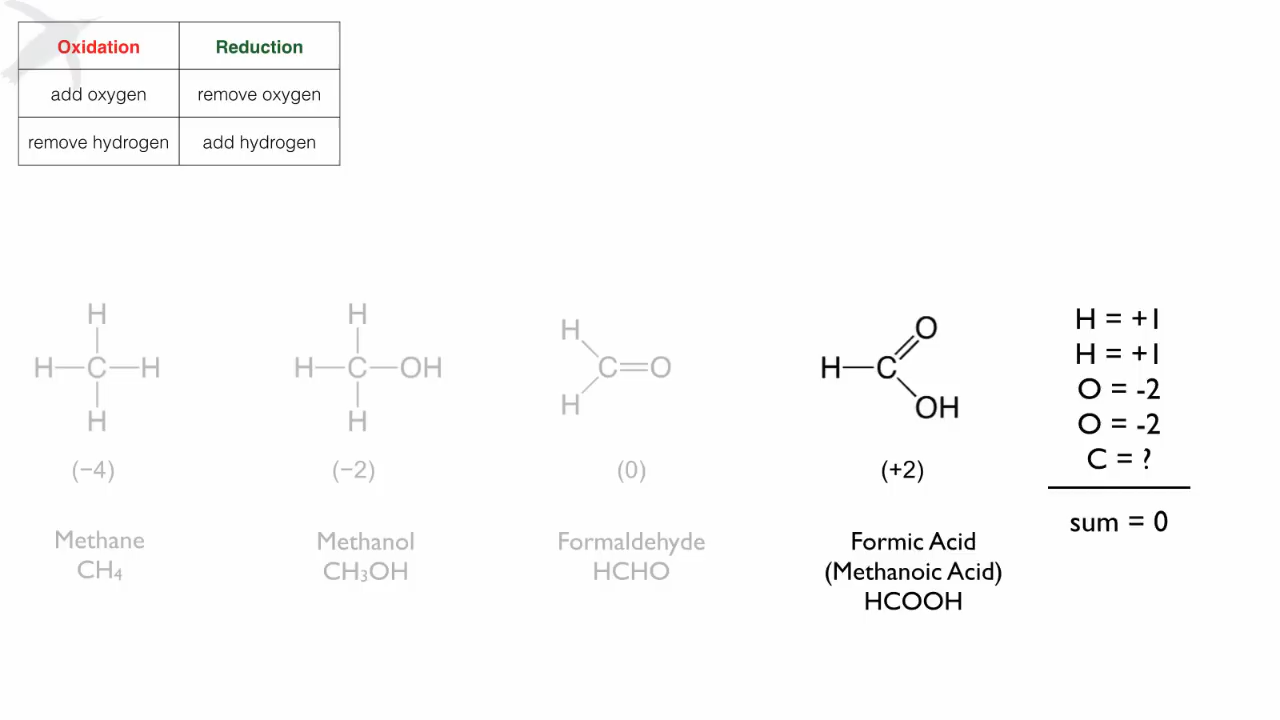 Oxidation Reduction
add oxygen remove oxygen
remove hydrogen add hydrogen
H
H C H
H
(−4)
Methane
CH₄
H
H C OH
H
(−2)
Methanol
CH₃OH
H
C O
H
(0)
Formaldehyde
HCHO
O
H C
OH
(+2)
Formic Acid
(Methanoic Acid)
HCOOH
H = +1
H = +1
O = -2
O = -2
C = ?
sum = 0